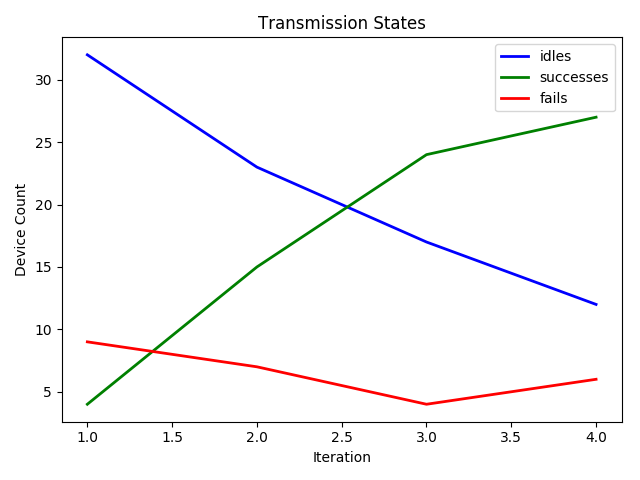 Transmission States
idles
successes
fails
Device Count
30
25
20
15
10
5
1.0 1.5 2.0 2.5 3.0 3.5 4.0
Iteration